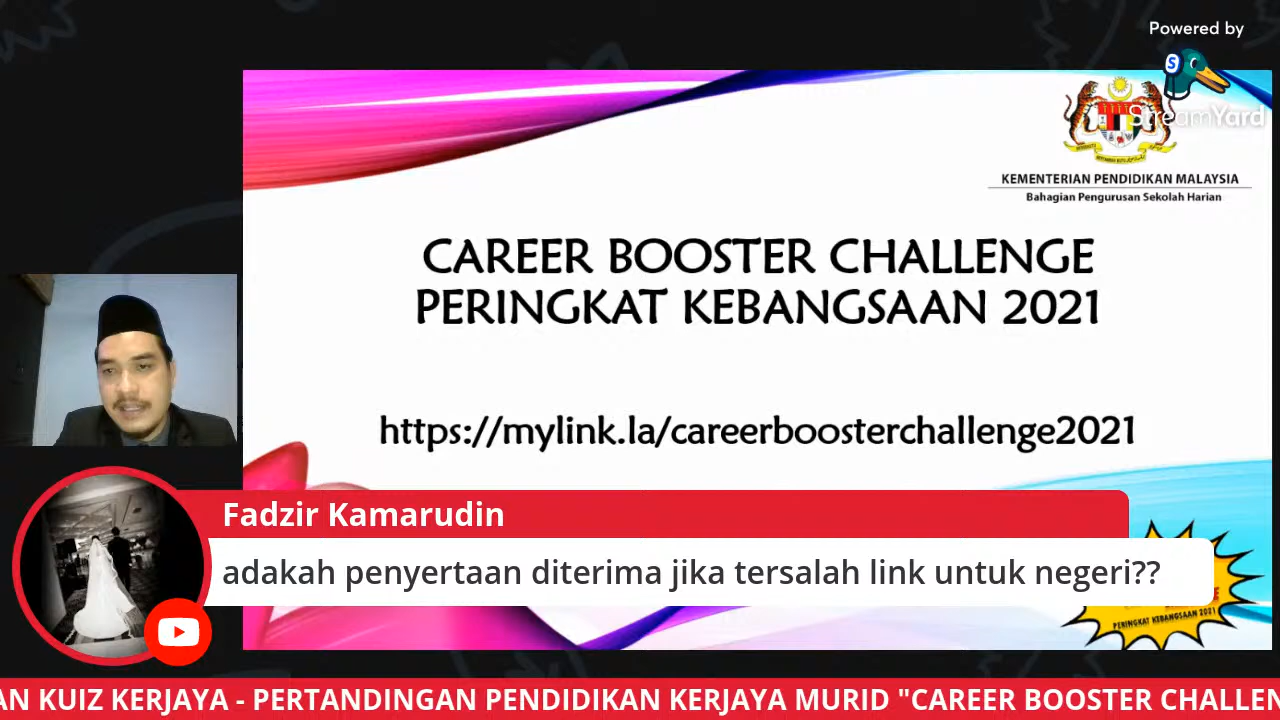 Powered by
StreamYard
KEMENTERIAN PENDIDIKAN MALAYSIA
Bahagian Pengurusan Sekolah Harian
CAREER BOOSTER CHALLENGE
PERINGKAT KEBANGSAAN 2021
https://mylink.la/careerboosterchallenge2021
Fadzir Kamarudin
adakah penyertaan diterima jika tersalah link untuk negeri??
PERINGKAT KEBANGSAAN 2021
AN KUIZ KERJAYA - PERTANDINGAN PENDIDIKAN KERJAYA MURID "CAREER BOOSTER CHALLEN